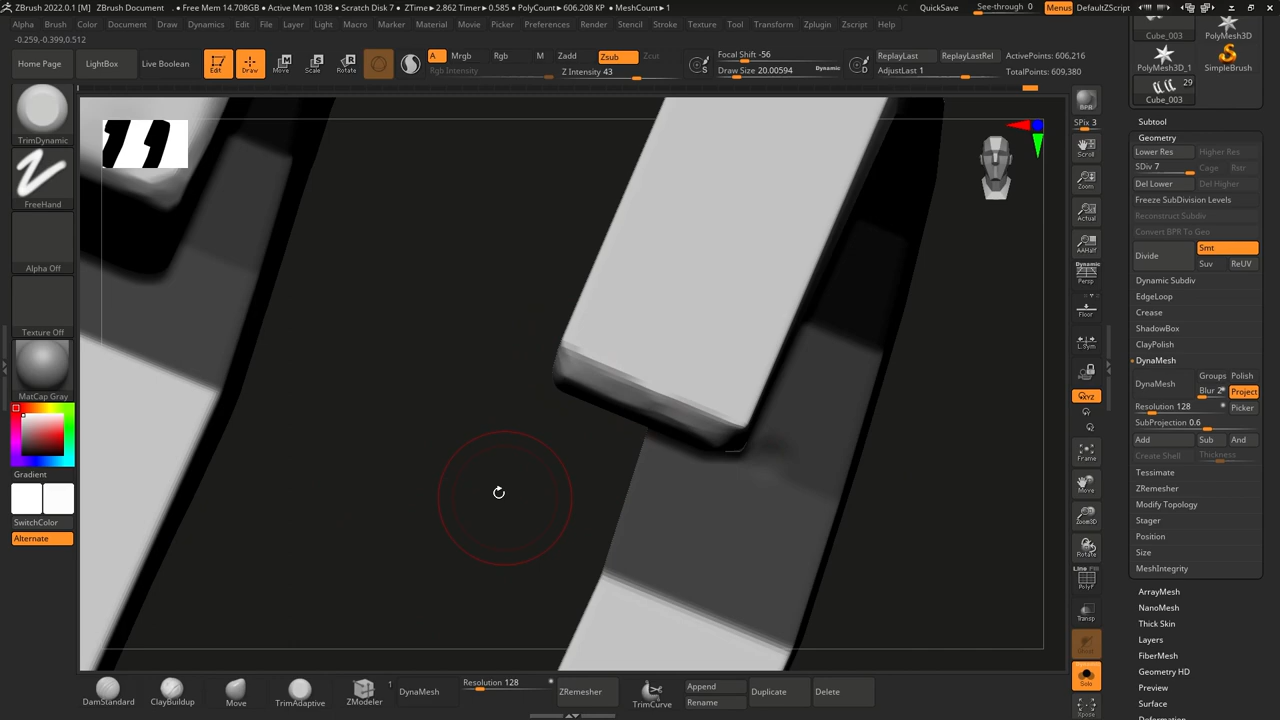 ZBrush 2022.0.1 [M] ZBrush Document . • Free Mem 14.708GB • Active Mem 1038 • Scratch Disk 7 • ZTime►2.862 Timer►0.585 • PolyCount►606.208 KP • MeshCount►1 AC QuickSave See-through 0 Menus DefaultZScript
Alpha Brush Color Document Draw Dynamics Edit File Layer Light Macro Marker Material Movie Picker Preferences Render Stencil Stroke Texture Tool Transform Zplugin Zscript Help
-0.259,-0.399,0.512
Home Page LightBox Live Boolean Edit Draw Move Scale Rotate
A Mrgb Rgb M Zadd Zsub Zcut
Rgb Intensity Z Intensity 43
Focal Shift -56
Draw Size 20.00594 Dynamic
ReplayLast ReplayLastRel
AdjustLast 1
ActivePoints: 606,216
TotalPoints: 609,380
TrimDynamic
FreeHand
Alpha Off
Texture Off
MatCap Gray
Gradient
SwitchColor
Alternate
BPR
SPix 3
Scroll
Zoom
Actual
AAHalf
Dynamic
Persp
Floor
L.Sym
XYZ
Frame
Move
Zoom3D
Rotate
Line Fill
PolyF
Transp
Solo
Xpose
Cube_003 PolyMesh3D
PolyMesh3D_1 SimpleBrush
29
Cube_003
Subtool
Geometry
Lower Res Higher Res
SDiv 7 Cage Rstr
Del Lower Del Higher
Freeze SubDivision Levels
Reconstruct Subdiv
Convert BPR To Geo
Divide Smt
Suv ReUV
Dynamic Subdiv
EdgeLoop
Crease
ShadowBox
ClayPolish
DynaMesh
DynaMesh Groups Polish
Blur 2 Project
Resolution 128 Picker
SubProjection 0.6
Add Sub And
Create Shell Thickness
Tessimate
ZRemesher
Modify Topology
Stager
Position
Size
MeshIntegrity
ArrayMesh
NanoMesh
Thick Skin
Layers
FiberMesh
Geometry HD
Preview
Surface
Deformation
DamStandard ClayBuildup Move TrimAdaptive ZModeler 1 DynaMesh Resolution 128 ZRemesher TrimCurve Append Rename Duplicate Delete